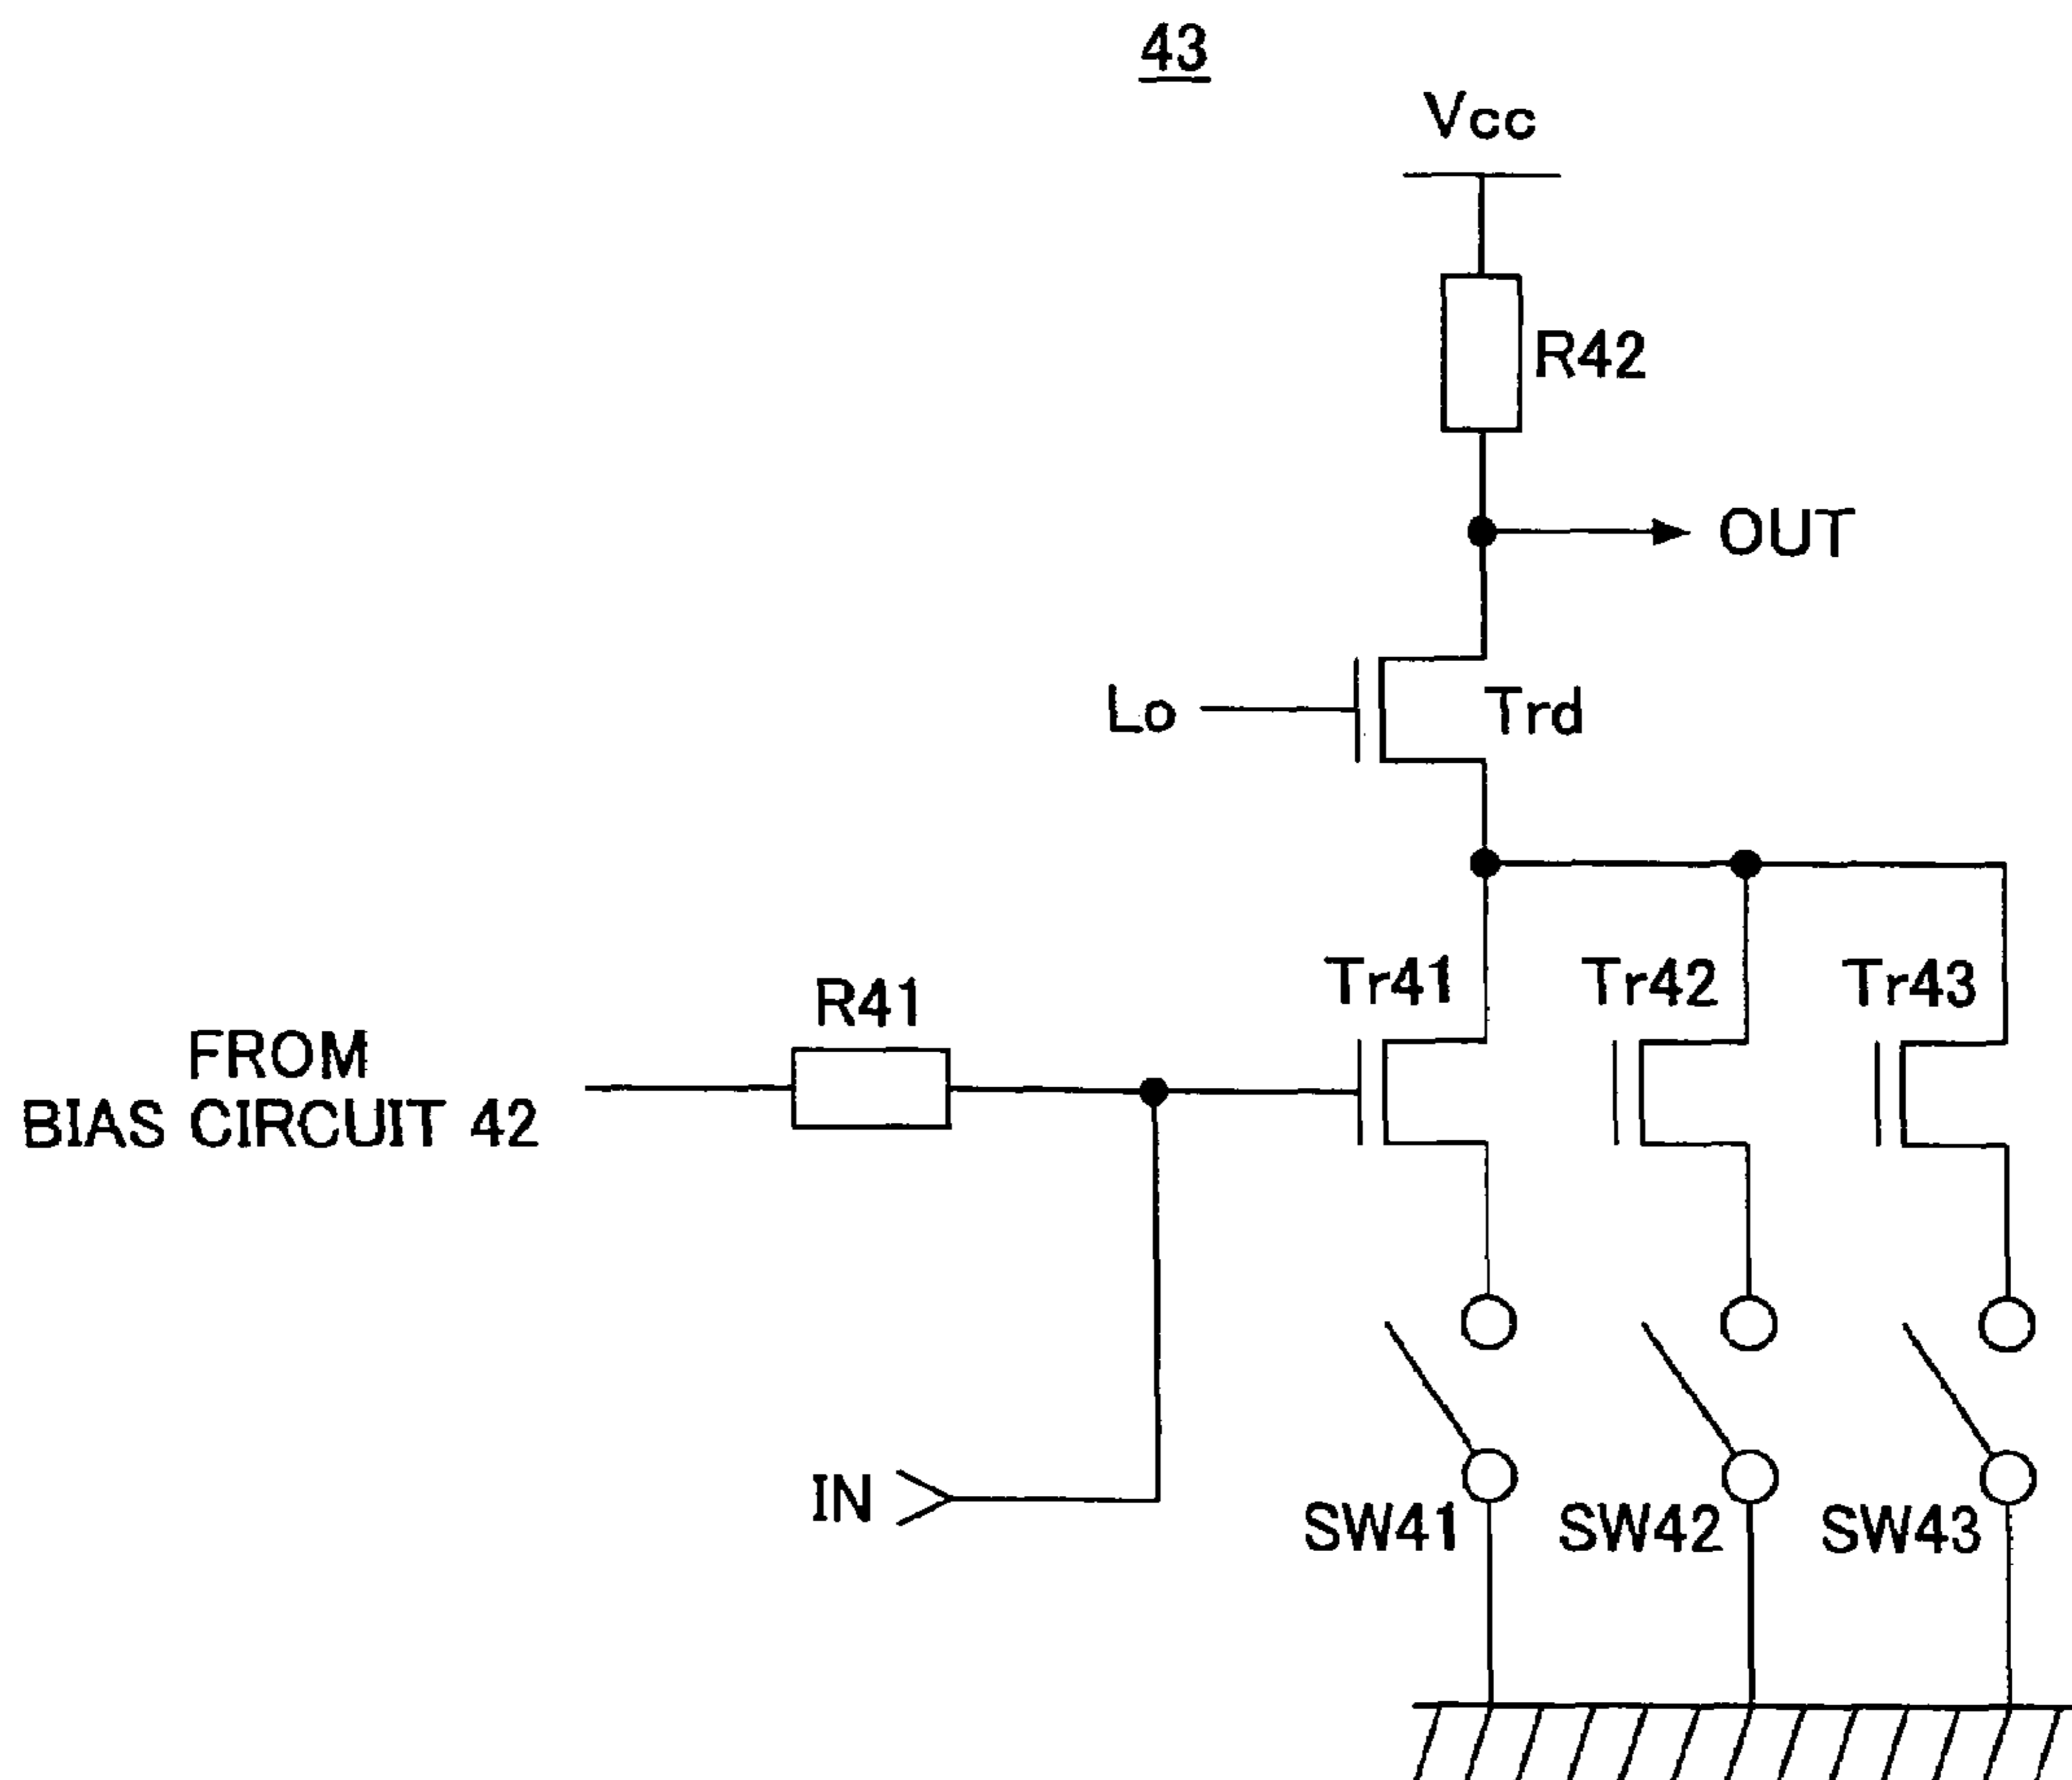 43
Vcc
R42
OUT
Lo
Trd
Tr41
Tr42
Tr43
R41
FROM
BIAS CIRCUIT 42
IN
SW41
SW42
SW43